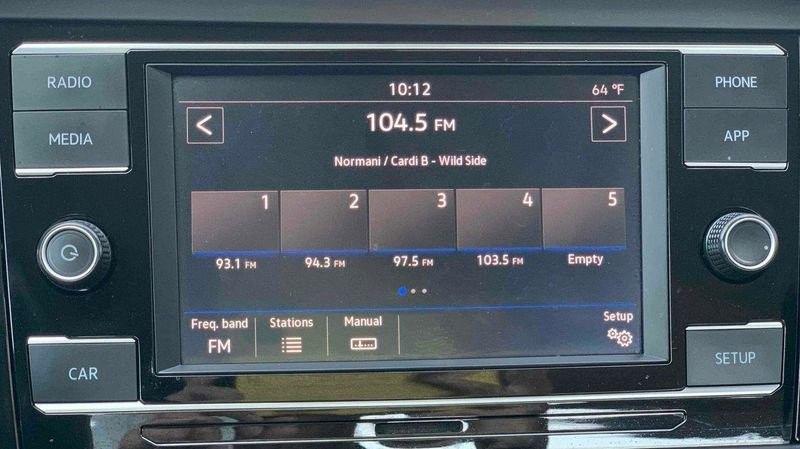 RADIO
MEDIA
CAR
10:12
64 °F
<
104.5 FM
>
Normani / Cardi B - Wild Side
1 2 3 4 5
93.1 FM 94.3 FM 97.5 FM 103.5 FM Empty
Freq. band Stations Manual Setup
FM
PHONE
APP
SETUP